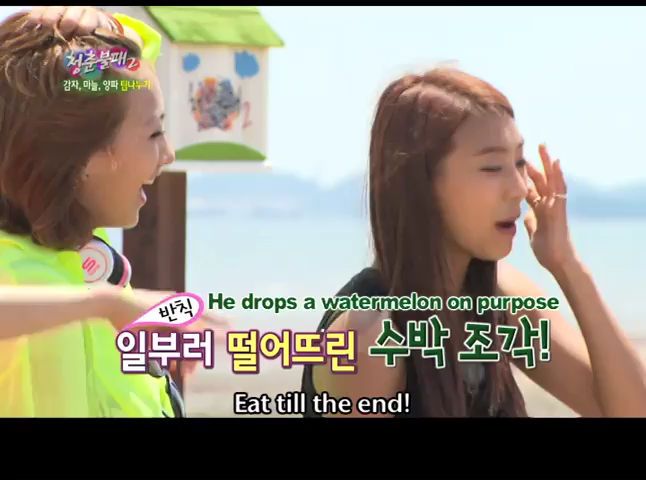 청춘불패2
감자, 마늘, 양파 팀나누기
2
반칙
He drops a watermelon on purpose
일부러 떨어뜨린 수박 조각!
Eat till the end!